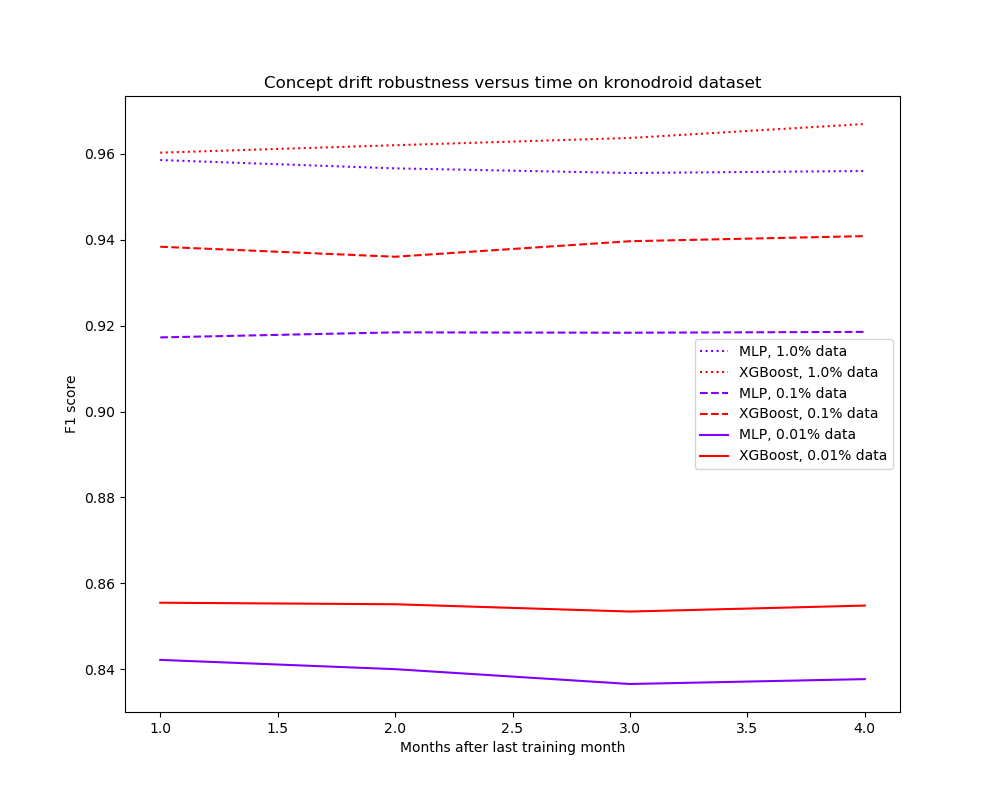 Concept drift robustness versus time on kronodroid dataset
0.96
0.94
0.92
0.90
0.88
0.86
0.84
F1 score
MLP, 1.0% data
XGBoost, 1.0% data
MLP, 0.1% data
XGBoost, 0.1% data
MLP, 0.01% data
XGBoost, 0.01% data
1.0 1.5 2.0 2.5 3.0 3.5 4.0
Months after last training month